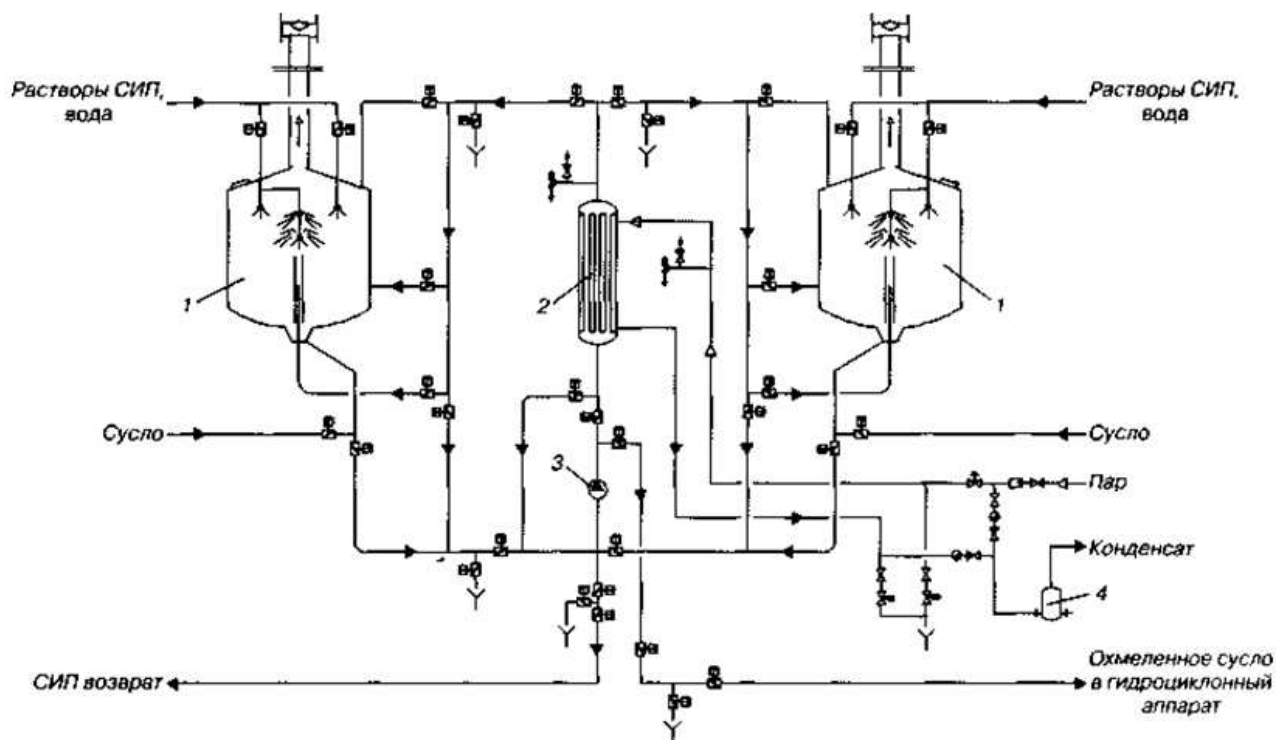 Растворы СИП,
вода
Растворы СИП,
вода
1
2
1
Сусло
3
Сусло
Пар
Конденсат
4
СИП возврат
Охмеленное сусло
в гидроциклонный
аппарат